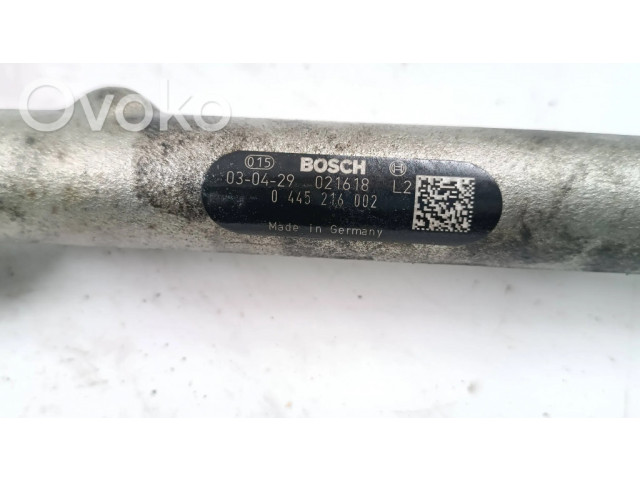 Ovoko
015 BOSCH
03-04-29 021618 L2
0 445 216 002
Made in Germany